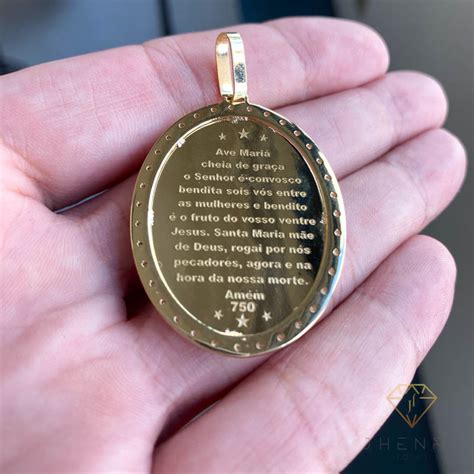 Ave Mariã
cheia de graça
o Senhor é convosco
bendita sois vós entre
as mulheres e bendito
é o fruto do vosso ventre
Jesus. Santa Maria mãe
de Deus, rogai por nós
pecadores, agora e na
hora da nossa morte.
Amém
750